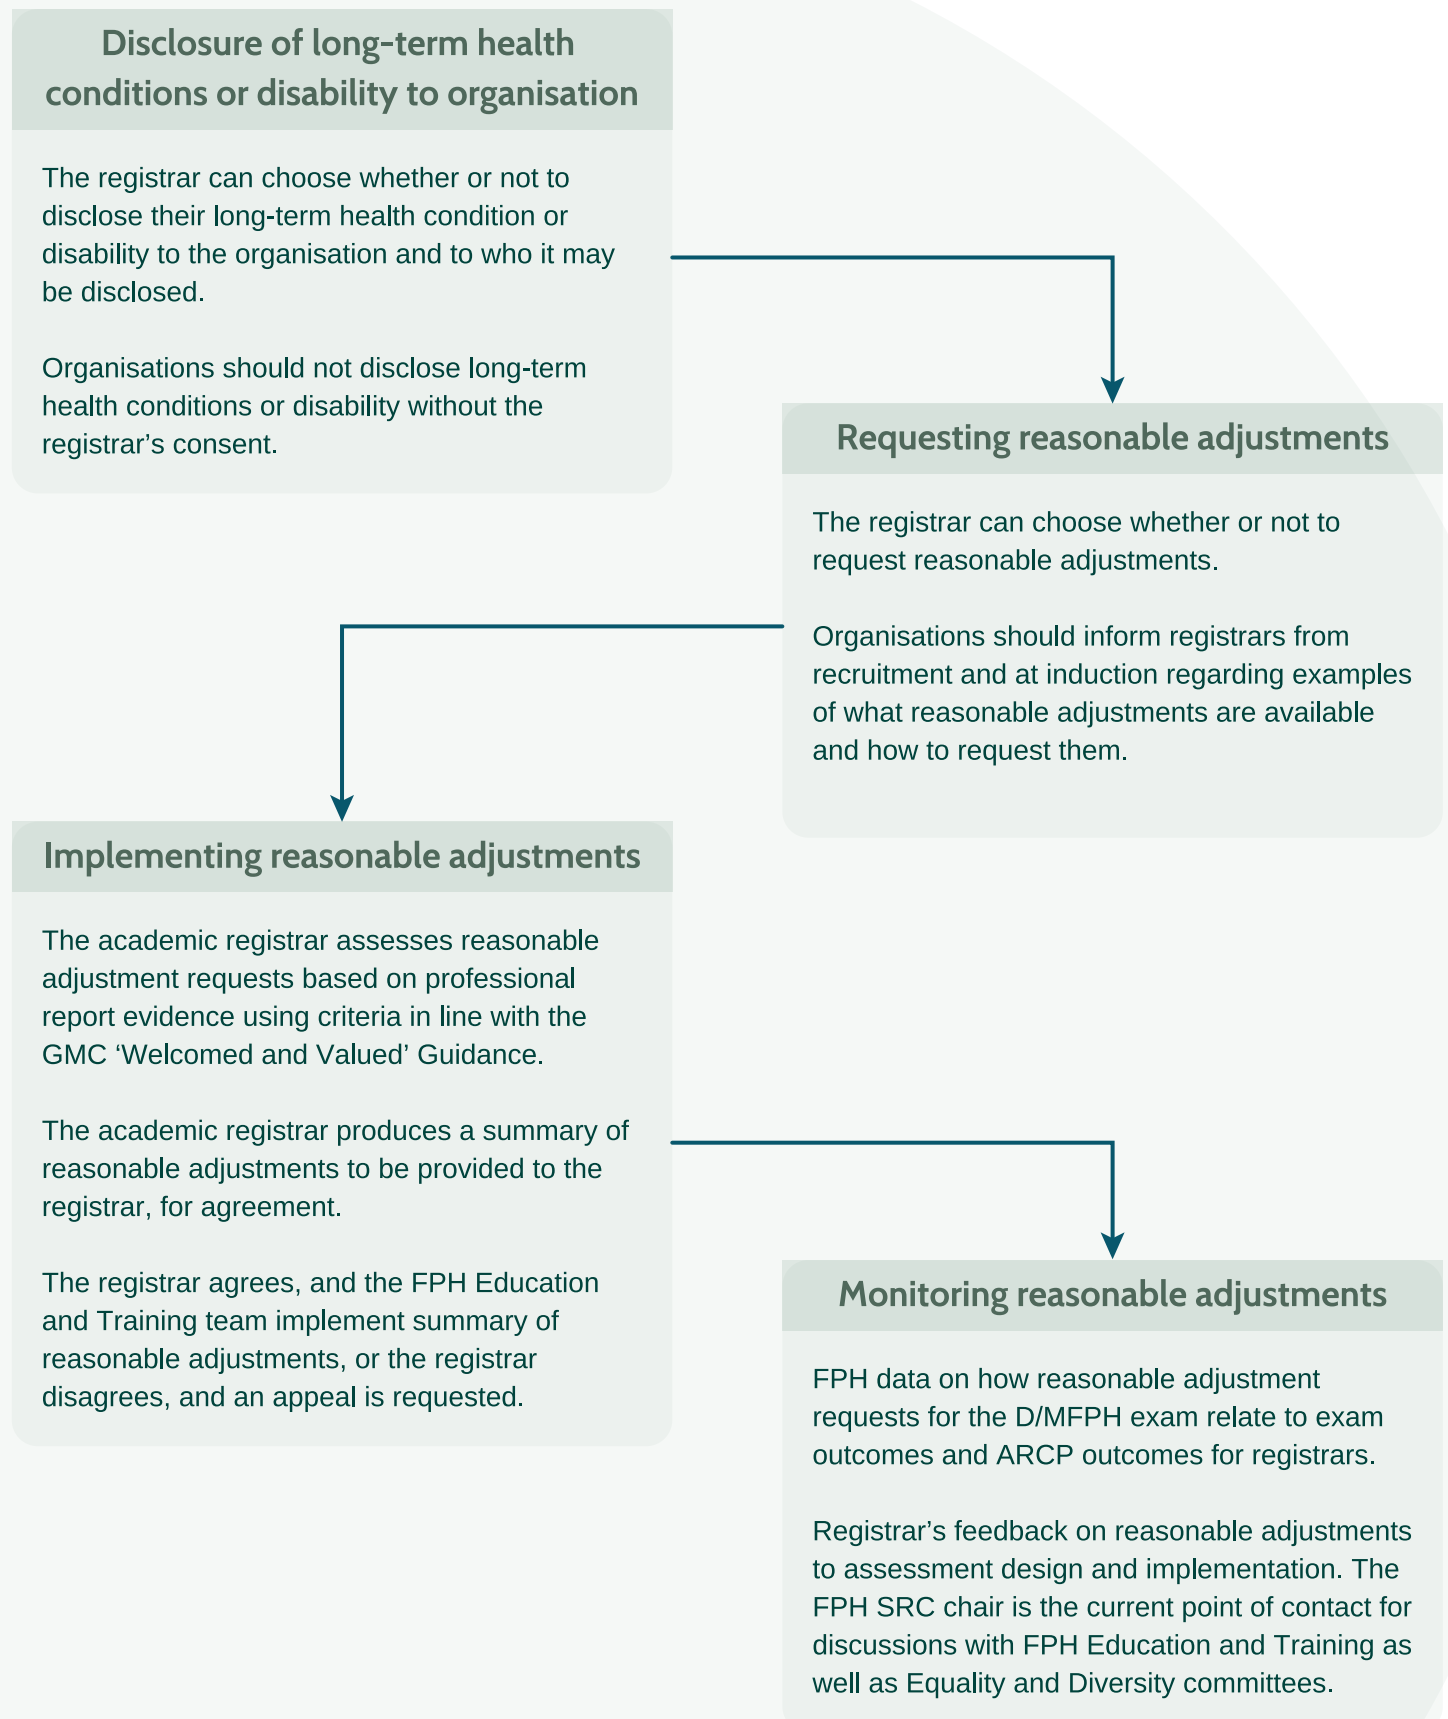 Disclosure of long-term health
conditions or disability to organisation
The registrar can choose whether or not to
disclose their long-term health condition or
disability to the organisation and to who it may
be disclosed.
Organisations should not disclose long-term
health conditions or disability without the
registrar’s consent.
Requesting reasonable adjustments
The registrar can choose whether or not to
request reasonable adjustments.
Organisations should inform registrars from
recruitment and at induction regarding examples
of what reasonable adjustments are available
and how to request them.
Implementing reasonable adjustments
The academic registrar assesses reasonable
adjustment requests based on professional
report evidence using criteria in line with the
GMC ‘Welcomed and Valued’ Guidance.
The academic registrar produces a summary of
reasonable adjustments to be provided to the
registrar, for agreement.
The registrar agrees, and the FPH Education
and Training team implement summary of
reasonable adjustments, or the registrar
disagrees, and an appeal is requested.
Monitoring reasonable adjustments
FPH data on how reasonable adjustment
requests for the D/MFPH exam relate to exam
outcomes and ARCP outcomes for registrars.
Registrar’s feedback on reasonable adjustments
to assessment design and implementation. The
FPH SRC chair is the current point of contact for
discussions with FPH Education and Training as
well as Equality and Diversity committees.